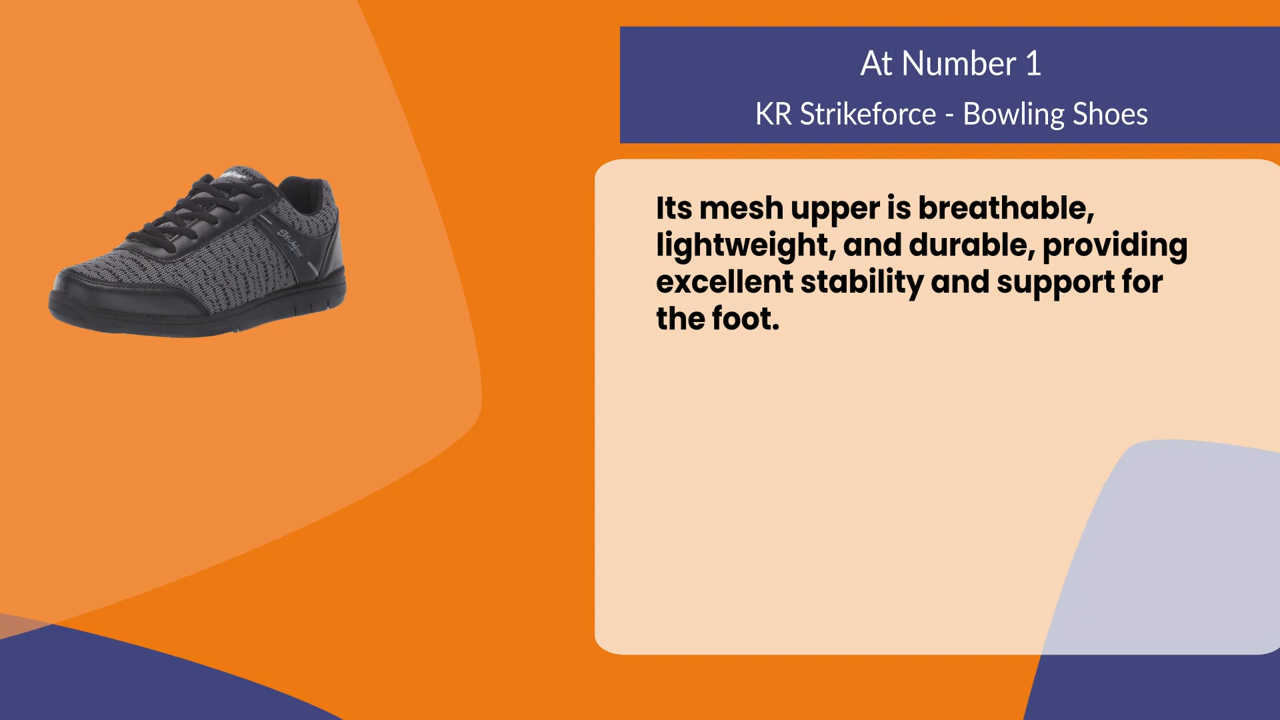 At Number 1
KR Strikeforce - Bowling Shoes
Its mesh upper is breathable,
lightweight, and durable, providing
excellent stability and support for
the foot.